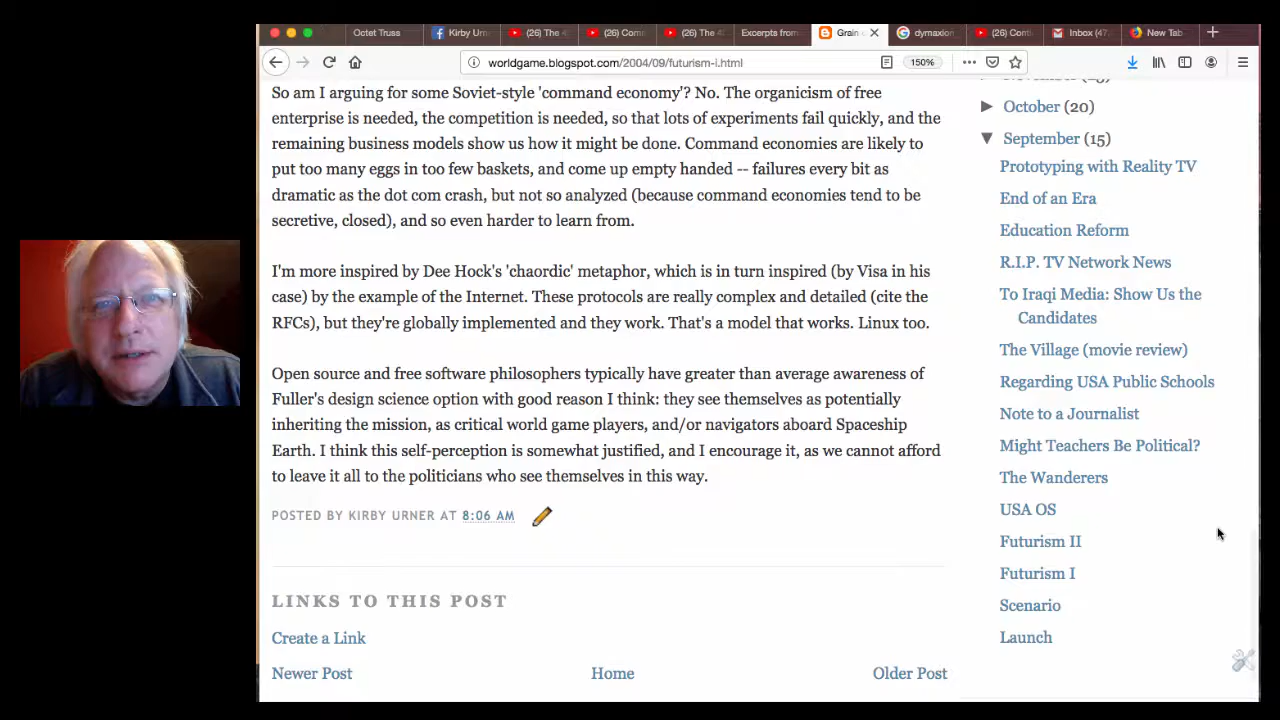 Octet Truss
Kirby Urn
(26) The 4
(26) Com
(26) The 4
Excerpts from
Grain
dymaxion
(26) Conti
Inbox (47
New Tab
worldgame.blogspot.com/2004/09/futurism-i.html
150%
So am I arguing for some Soviet-style 'command economy'? No. The organicism of free
enterprise is needed, the competition is needed, so that lots of experiments fail quickly, and the
remaining business models show us how it might be done. Command economies are likely to
put too many eggs in too few baskets, and come up empty handed -- failures every bit as
dramatic as the dot com crash, but not so analyzed (because command economies tend to be
secretive, closed), and so even harder to learn from.
I'm more inspired by Dee Hock's 'chaordic' metaphor, which is in turn inspired (by Visa in his
case) by the example of the Internet. These protocols are really complex and detailed (cite the
RFCs), but they're globally implemented and they work. That's a model that works. Linux too.
Open source and free software philosophers typically have greater than average awareness of
Fuller's design science option with good reason I think: they see themselves as potentially
inheriting the mission, as critical world game players, and/or navigators aboard Spaceship
Earth. I think this self-perception is somewhat justified, and I encourage it, as we cannot afford
to leave it all to the politicians who see themselves in this way.
POSTED BY KIRBY URNER AT 8:06 AM
LINKS TO THIS POST
Create a Link
Newer Post
Home
Older Post
October (20)
September (15)
Prototyping with Reality TV
End of an Era
Education Reform
R.I.P. TV Network News
To Iraqi Media: Show Us the
Candidates
The Village (movie review)
Regarding USA Public Schools
Note to a Journalist
Might Teachers Be Political?
The Wanderers
USA OS
Futurism II
Futurism I
Scenario
Launch